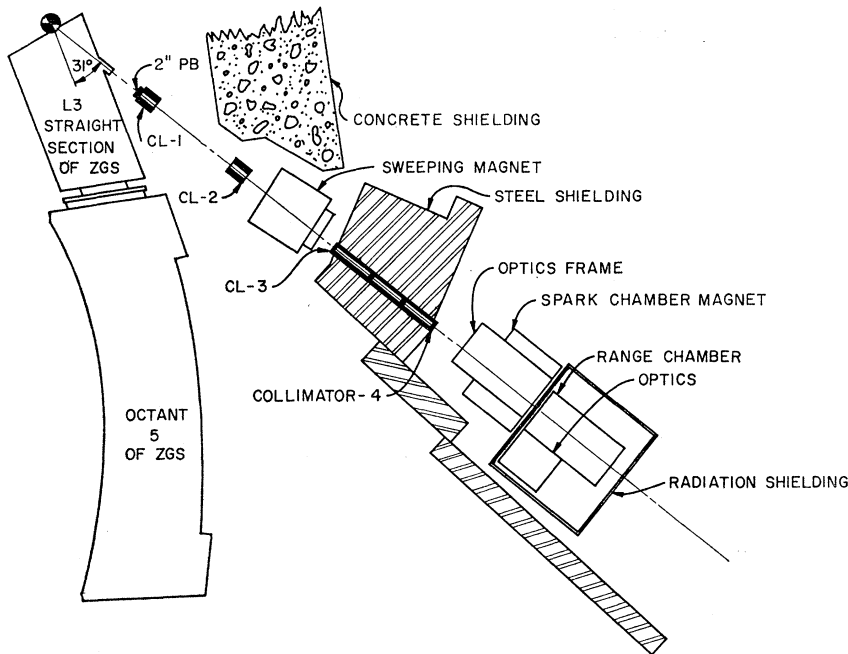 31°
2" PB
L3
STRAIGHT
SECTION
OF ZGS
CL-1
CONCRETE SHIELDING
SWEEPING MAGNET
CL-2
STEEL SHIELDING
CL-3
OPTICS FRAME
SPARK CHAMBER MAGNET
RANGE CHAMBER
OPTICS
COLLIMATOR-4
OCTANT
5
OF ZGS
RADIATION SHIELDING